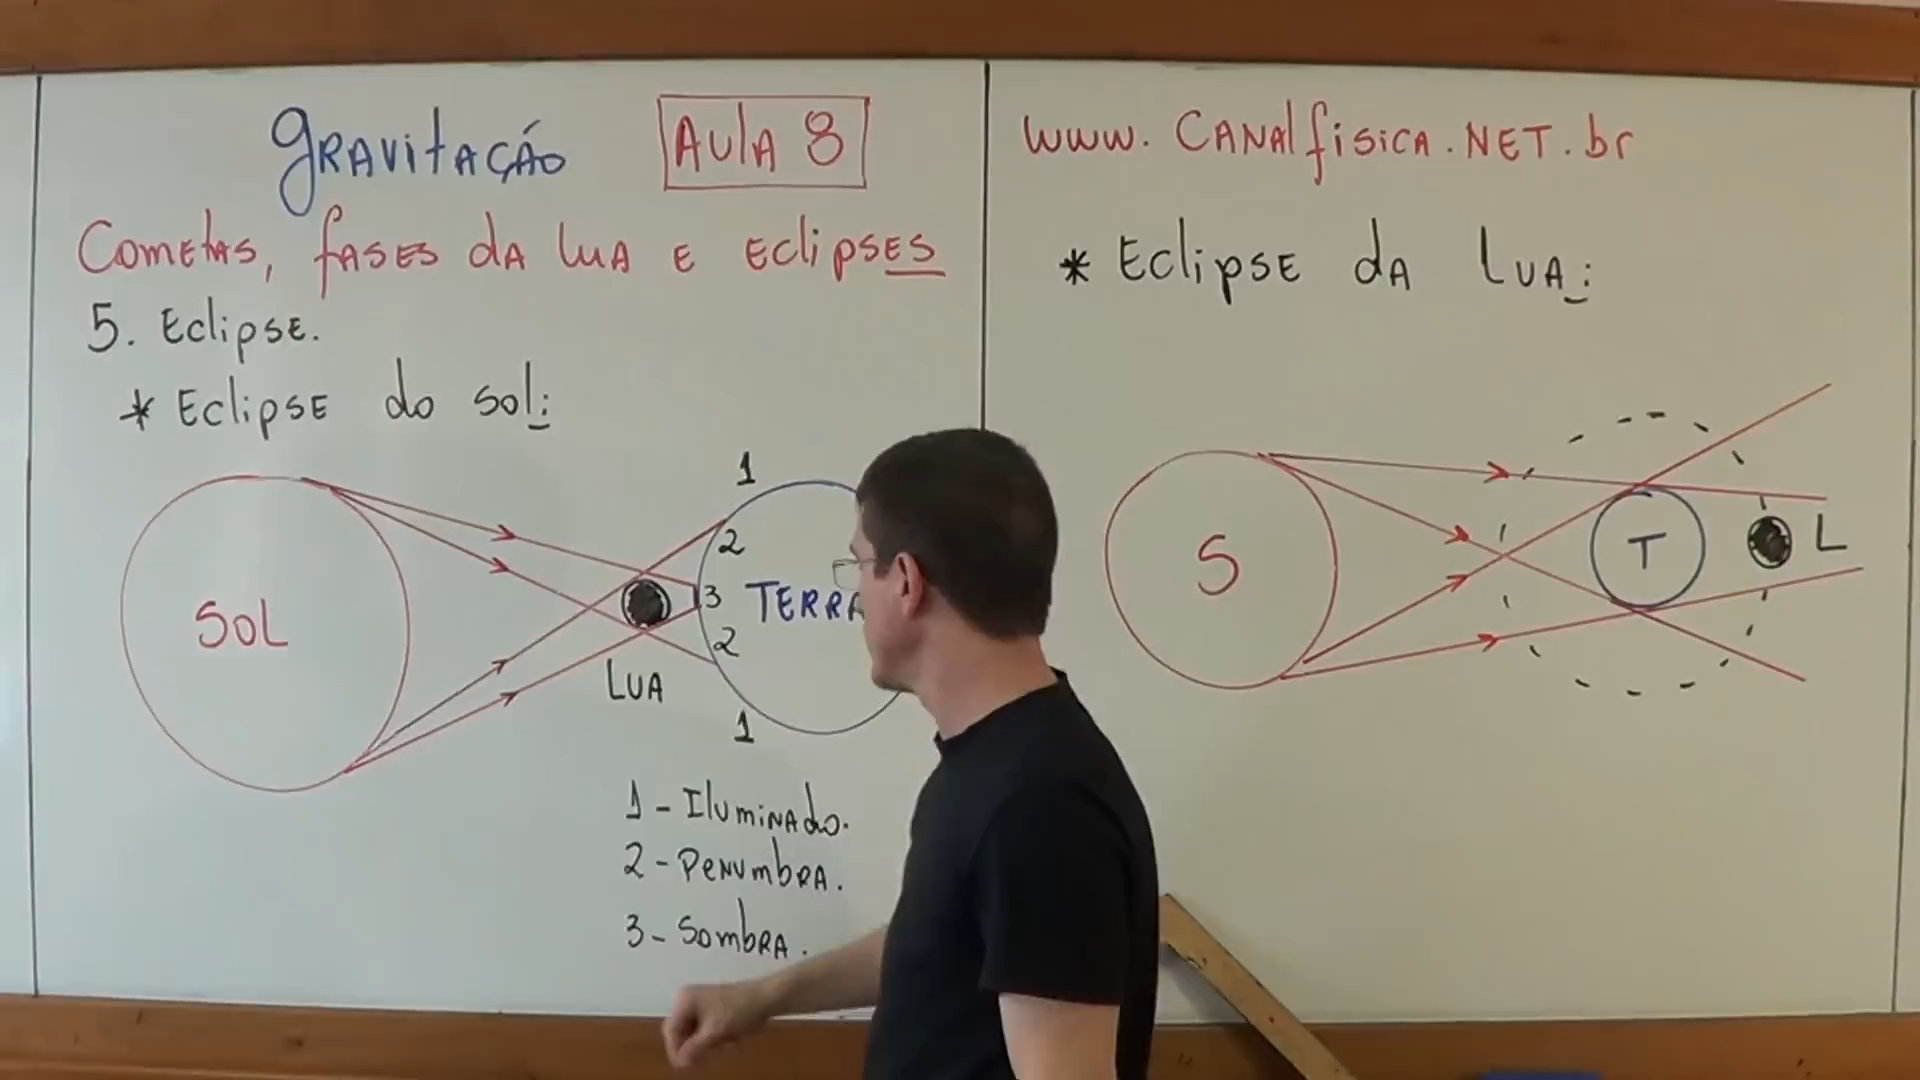 Gravitação
Aula 8
Cometas, fases da lua e eclipses
5. Eclipse.
* Eclipse do sol:
1
2
3
2
1
SOL
LUA
TERRA
1 - Iluminado.
2 - Penumbra.
3 - Sombra.
www.Canalfisica.NET.br
* Eclipse da Lua:
S
T
L